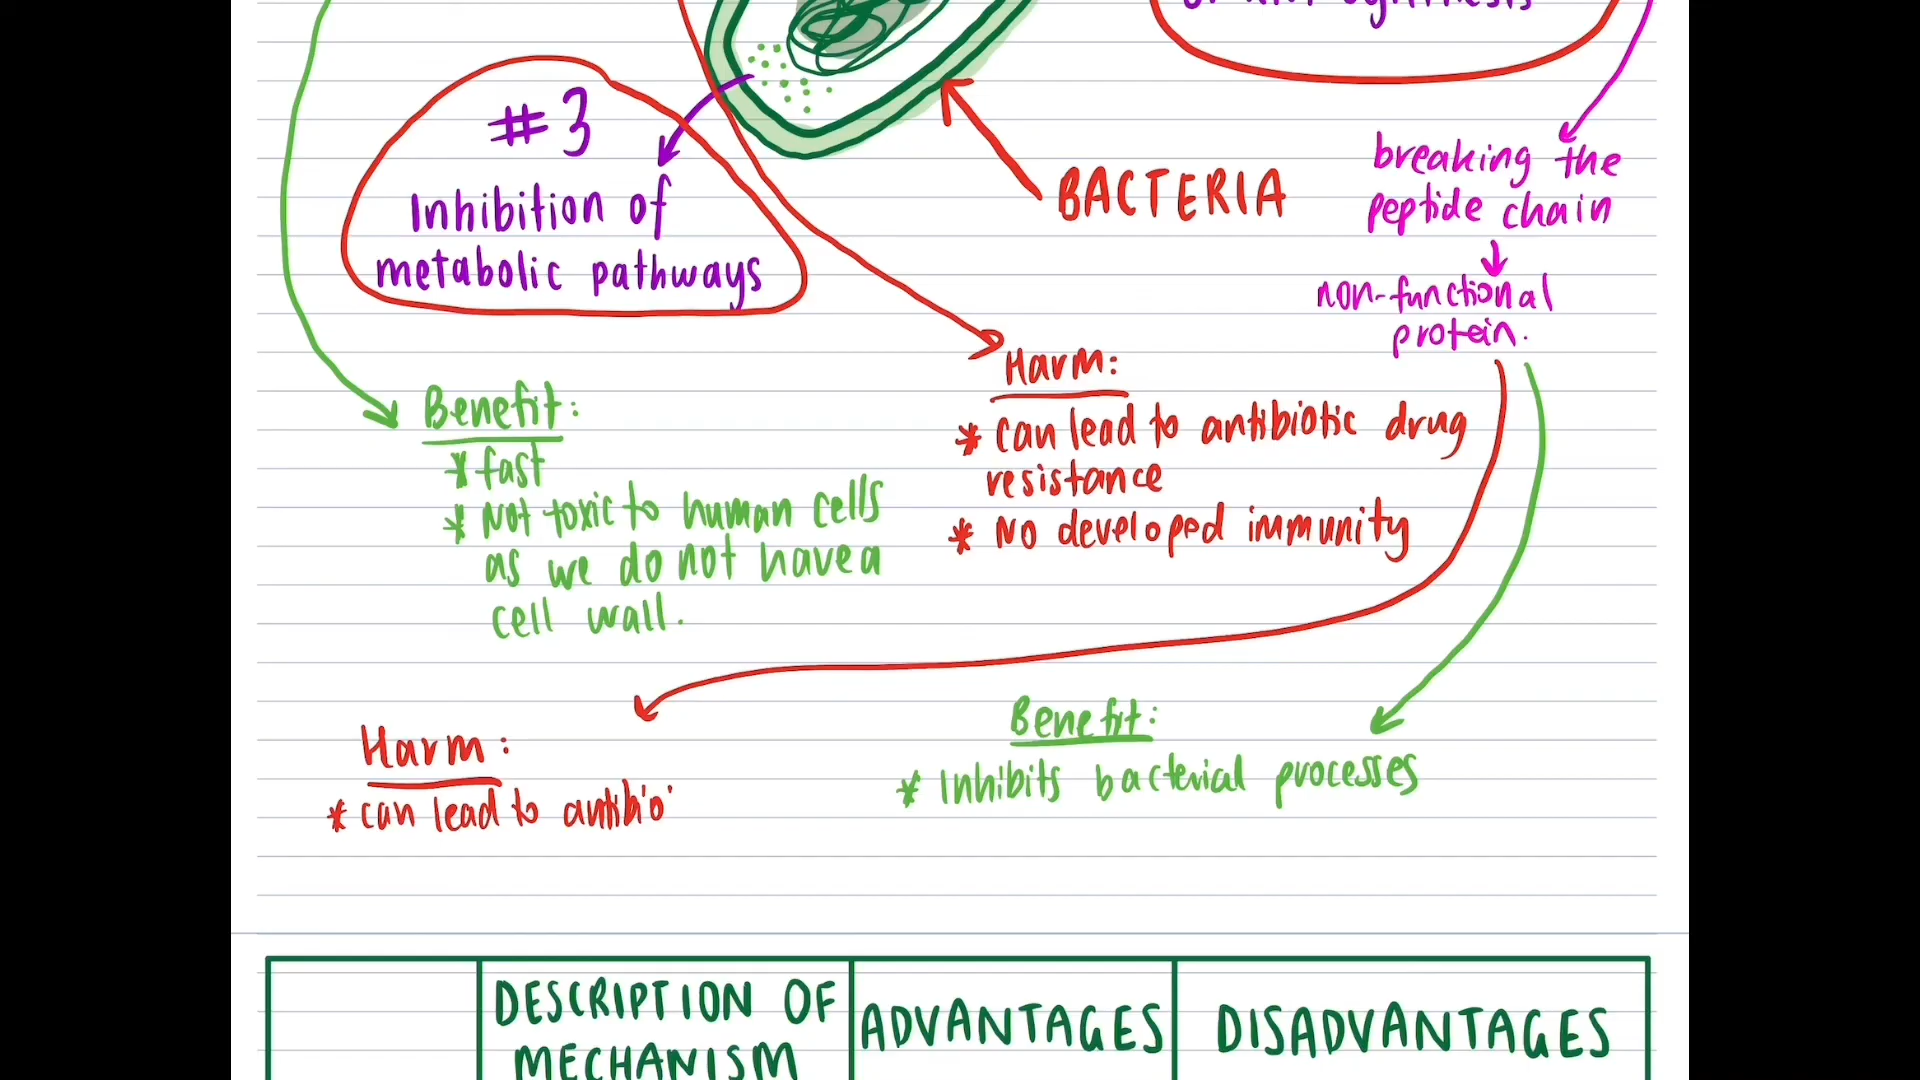 #3
Inhibition of
metabolic pathways
BACTERIA
breaking the
peptide chain
non-functional
protein.
Benefit:
* fast
* Not toxic to human cells
as we do not have a
cell wall.
Harm:
* can lead to antibiotic drug
resistance
* No developed immunity
Harm:
* can lead to antibio
Benefit:
* Inhibits bacterial processes
DESCRIPTION OF
MECHANISM
ADVANTAGES
DISADVANTAGES